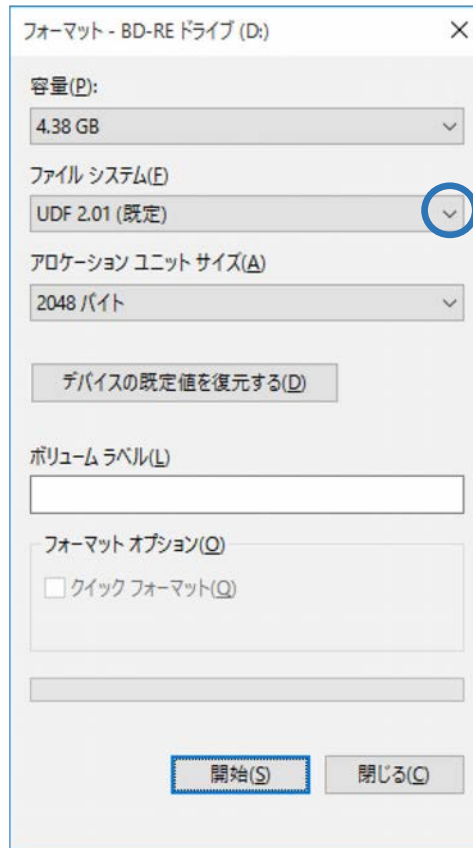 フォーマット - BD-RE ドライブ (D:)
容量(P):
4.38 GB
ファイル システム(F)
UDF 2.01 (既定)
アロケーション ユニット サイズ(A)
2048 バイト
デバイスの既定値を復元する(D)
ボリューム ラベル(L)
フォーマット オプション(O)
クイック フォーマット(Q)
開始(S)
閉じる(C)